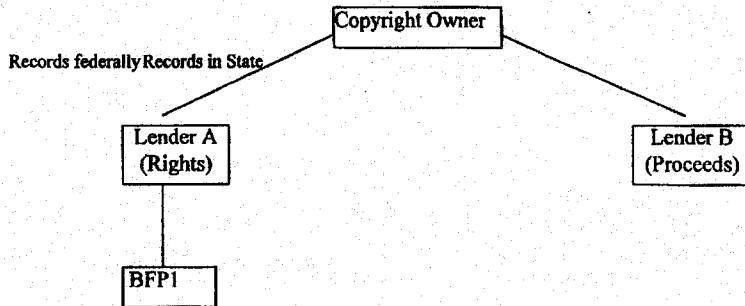 Copyright Owner
Records federally Records in State
Lender A
(Rights)
Lender B
(Proceeds)
BFP1